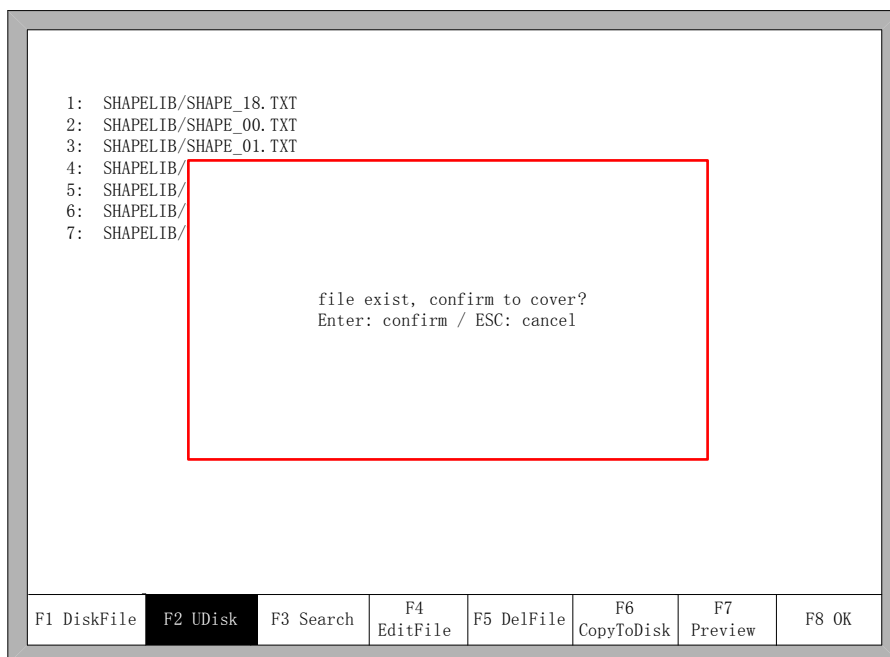 1: SHAPELIB/SHAPE_18.TXT
2: SHAPELIB/SHAPE_00.TXT
3: SHAPELIB/SHAPE_01.TXT
4: SHAPELIB/
5: SHAPELIB/
6: SHAPELIB/
7: SHAPELIB/
file exist, confirm to cover?
Enter: confirm / ESC: cancel
F1 DiskFile
F2 UDisk
F3 Search
F4
EditFile
F5 DelFile
F6
CopyToDisk
F7
Preview
F8 OK